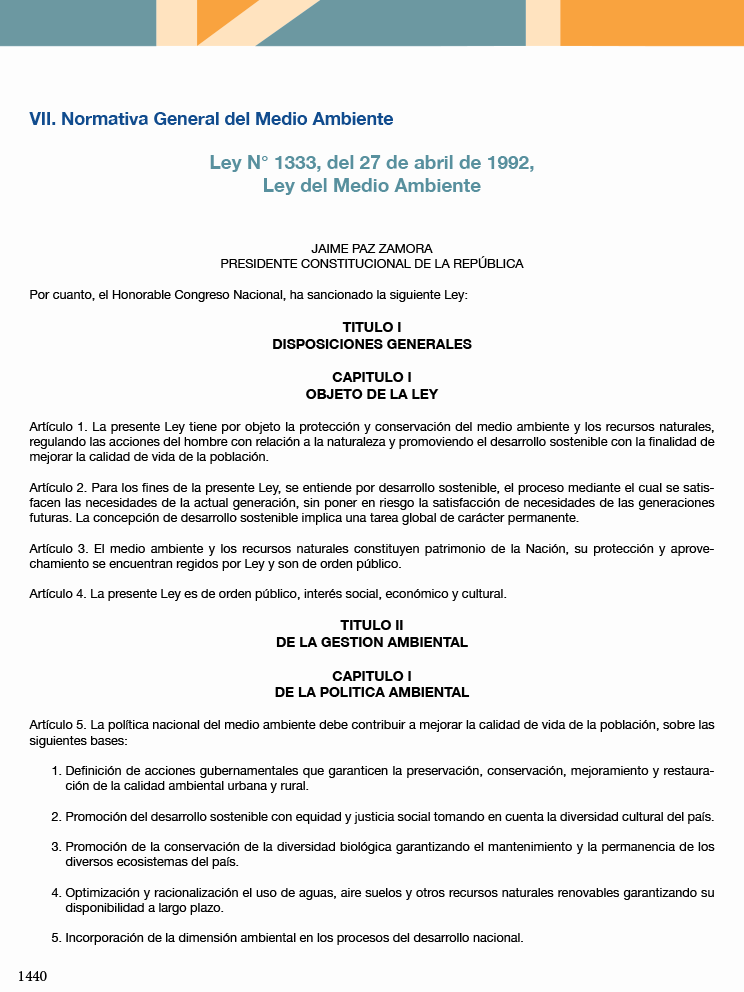 VII. Normativa General del Medio Ambiente
Ley N° 1333, del 27 de abril de 1992,
Ley del Medio Ambiente
JAIME PAZ ZAMORA
PRESIDENTE CONSTITUCIONAL DE LA REPÚBLICA
Por cuanto, el Honorable Congreso Nacional, ha sancionado la siguiente Ley:
TITULO I
DISPOSICIONES GENERALES
CAPITULO I
OBJETO DE LA LEY
Artículo 1. La presente Ley tiene por objeto la protección y conservación del medio ambiente y los recursos naturales,
regulando las acciones del hombre con relación a la naturaleza y promoviendo el desarrollo sostenible con la finalidad de
mejorar la calidad de vida de la población.
Artículo 2. Para los fines de la presente Ley, se entiende por desarrollo sostenible, el proceso mediante el cual se satis-
facen las necesidades de la actual generación, sin poner en riesgo la satisfacción de necesidades de las generaciones
futuras. La concepción de desarrollo sostenible implica una tarea global de carácter permanente.
Artículo 3. El medio ambiente y los recursos naturales constituyen patrimonio de la Nación, su protección y aprove-
chamiento se encuentran regidos por Ley y son de orden público.
Artículo 4. La presente Ley es de orden público, interés social, económico y cultural.
TITULO II
DE LA GESTION AMBIENTAL
CAPITULO I
DE LA POLITICA AMBIENTAL
Artículo 5. La política nacional del medio ambiente debe contribuir a mejorar la calidad de vida de la población, sobre las
siguientes bases:
1. Definición de acciones gubernamentales que garanticen la preservación, conservación, mejoramiento y restaura-
ción de la calidad ambiental urbana y rural.
2. Promoción del desarrollo sostenible con equidad y justicia social tomando en cuenta la diversidad cultural del país.
3. Promoción de la conservación de la diversidad biológica garantizando el mantenimiento y la permanencia de los
diversos ecosistemas del país.
4. Optimización y racionalización el uso de aguas, aire suelos y otros recursos naturales renovables garantizando su
disponibilidad a largo plazo.
5. Incorporación de la dimensión ambiental en los procesos del desarrollo nacional.
1440